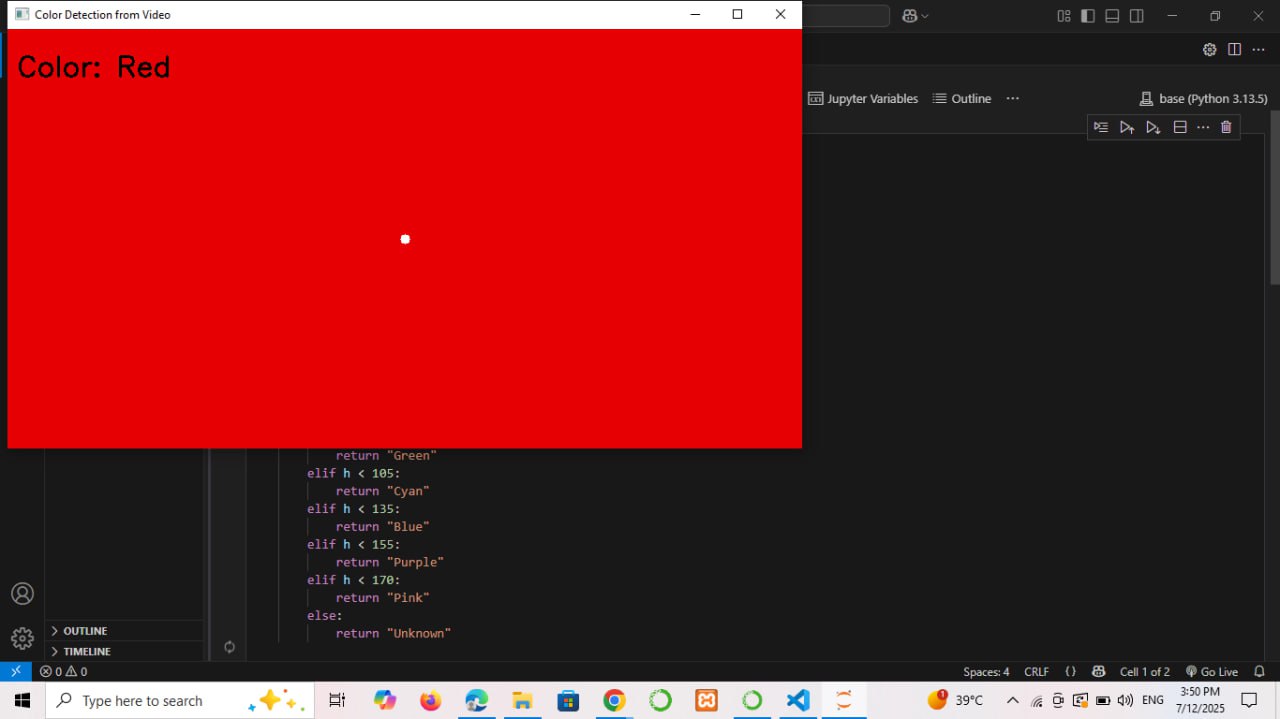 Color Detection from Video
Color: Red
Jupyter Variables
Outline
...
base (Python 3.13.5)
return "Green"
elif h < 105:
return "Cyan"
elif h < 135:
return "Blue"
elif h < 155:
return "Purple"
elif h < 170:
return "Pink"
else:
return "Unknown"
OUTLINE
TIMELINE
0 0
Spaces: 4 CRLF {} Cell 1 of 2 Go Live
Type here to search
1
39°C
ENG
3:50 PM
7/12/2025